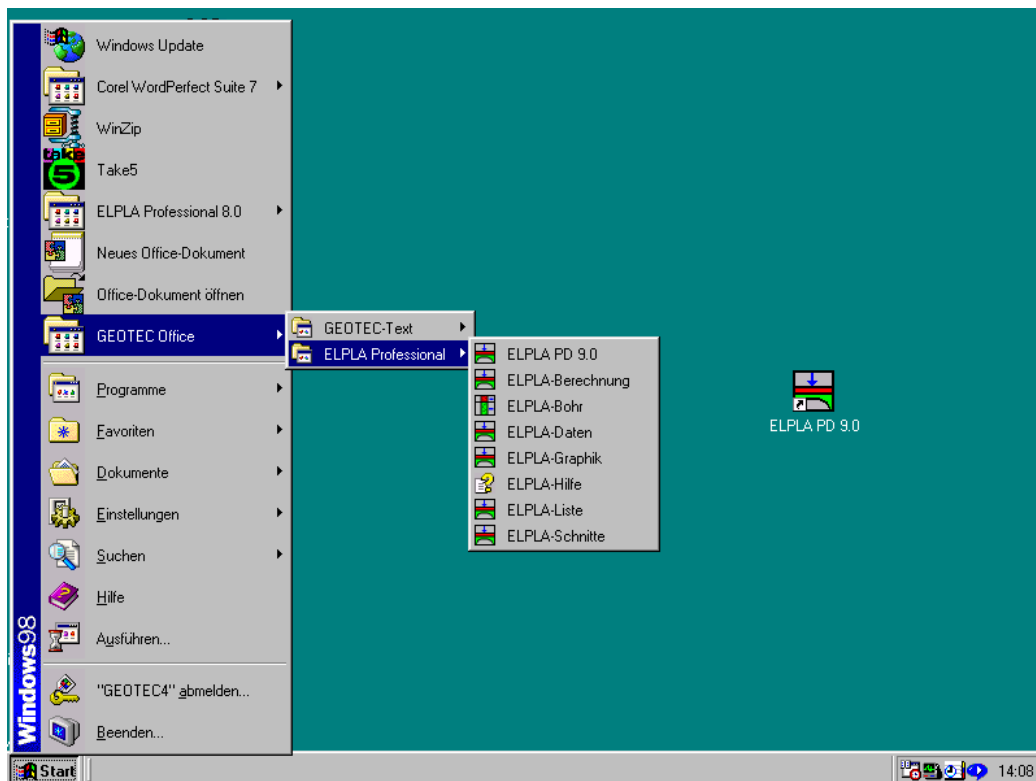 Windows Update
Corel WordPerfect Suite 7
WinZip
take 5
Take5
ELPLA Professional 8.0
Neues Office-Dokument
Office-Dokument öffnen
GEOTEC Office
Programme
Favoriten
Dokumente
Einstellungen
Suchen
Hilfe
Ausführen...
"GEOTEC4" abmelden...
Beenden...
Windows98
GEOTEC-Text
ELPLA Professional
ELPLA PD 9.0
ELPLA-Berechnung
ELPLA-Bohr
ELPLA-Daten
ELPLA-Graphik
ELPLA-Hilfe
ELPLA-Liste
ELPLA-Schnitte
ELPLA PD 9.0
Start
14:08